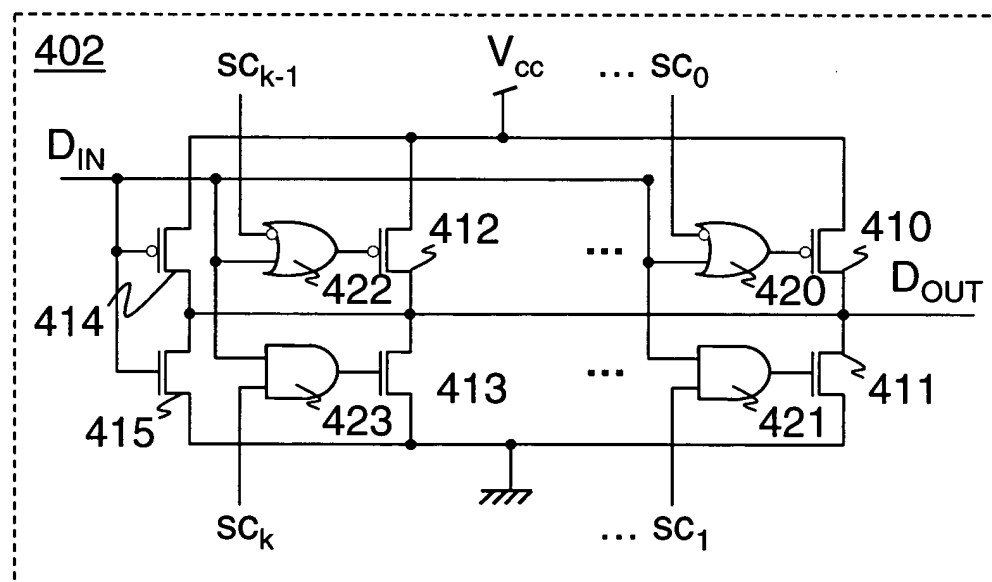 402
SC_{k-1}
V_{cc}
... SC_0
D_{IN}
412
...
410
422
420
D_{OUT}
414
...
413
411
423
421
415
SC_k
... SC_1